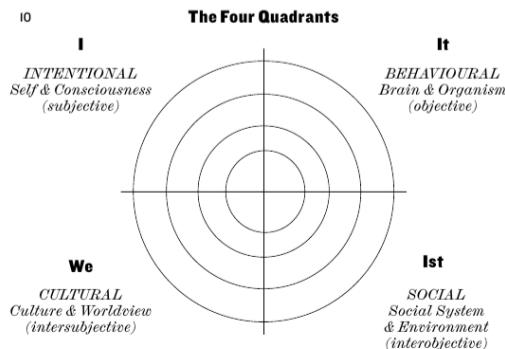 10
The Four Quadrants
I
INTENTIONAL
Self & Consciousness
(subjective)
It
BEHAVIOURAL
Brain & Organism
(objective)
We
CULTURAL
Culture & Worldview
(intersubjective)
Ist
SOCIAL
Social System
& Environment
(interobjective)